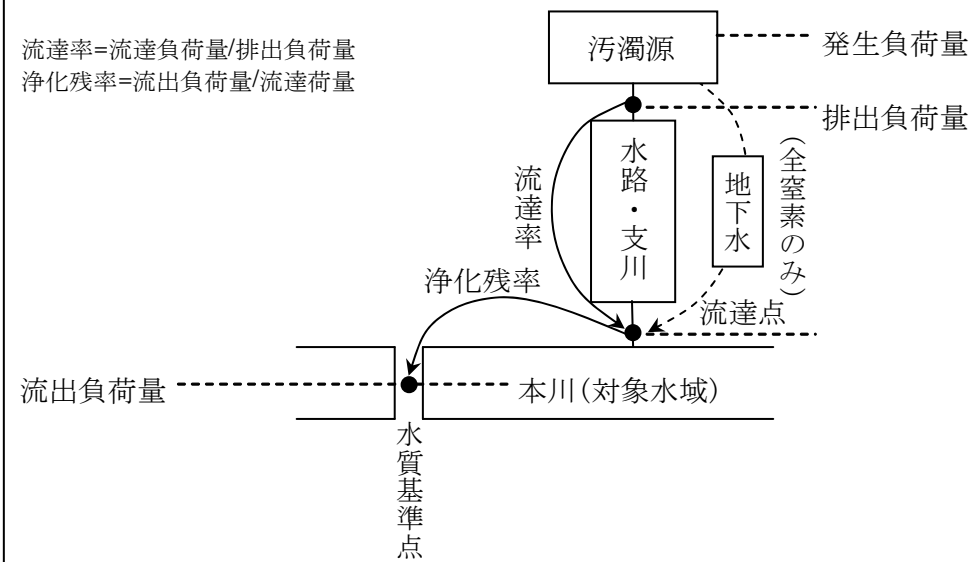 流達率=流達負荷量/排出負荷量
浄化残率=流出負荷量/流達荷量
汚濁源
発生負荷量
排出負荷量
水路・支川
流達率
地下水
(全窒素のみ)
浄化残率
流達点
流出負荷量
本川(対象水域)
水質基準点